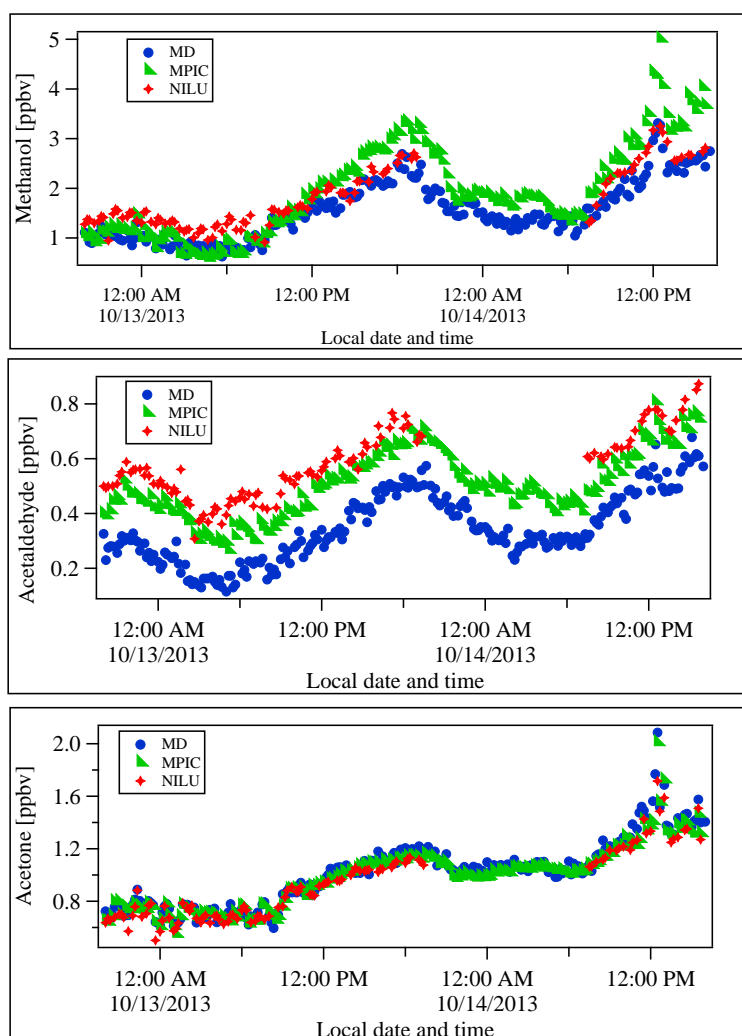 MD
MPIC
NILU
Methanol [ppbv]
5
4
3
2
1
12:00 AM 12:00 PM 12:00 AM 12:00 PM
10/13/2013 10/14/2013
Local date and time
MD
MPIC
NILU
Acetaldehyde [ppbv]
0.8
0.6
0.4
0.2
12:00 AM 12:00 PM 12:00 AM 12:00 PM
10/13/2013 10/14/2013
Local date and time
MD
MPIC
NILU
Acetone [ppbv]
2.0
1.6
1.2
0.8
12:00 AM 12:00 PM 12:00 AM 12:00 PM
10/13/2013 10/14/2013
Local date and time